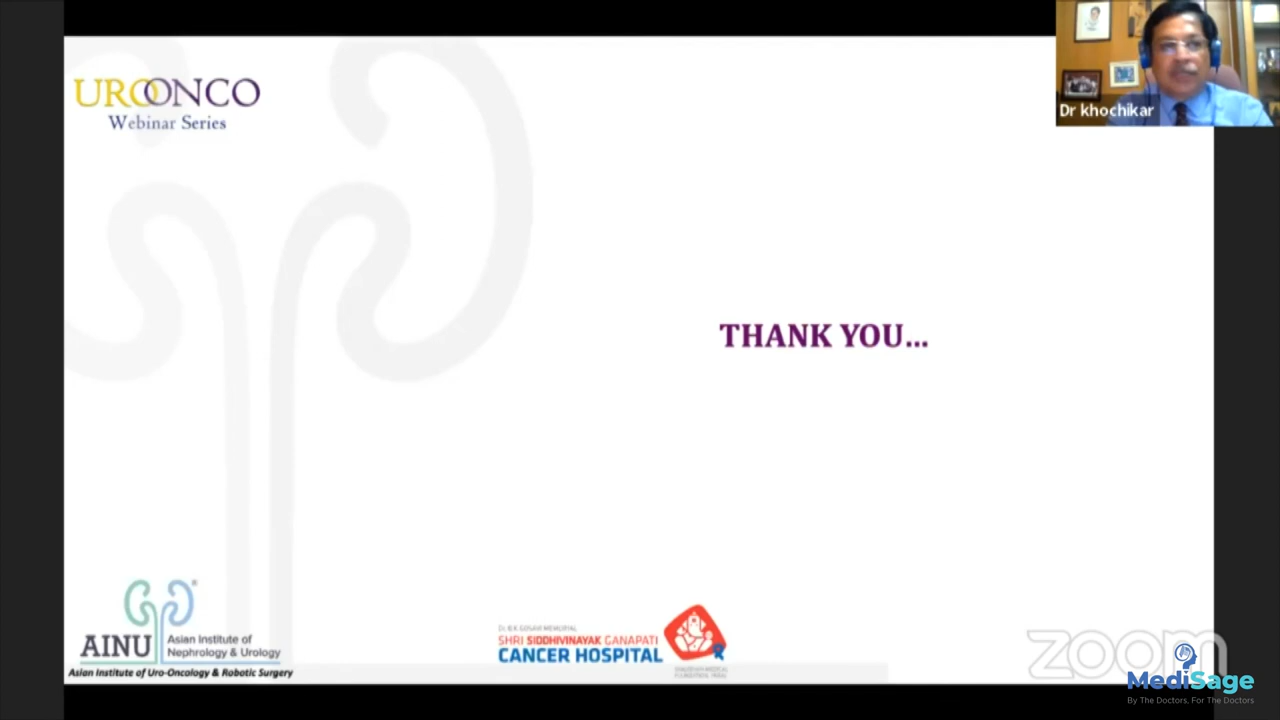 UROONCO
Webinar Series
Dr khochikar
THANK YOU...
AINU
Asian Institute of
Nephrology & Urology
Asian Institute of Uro-Oncology & Robotic Surgery
SHRI SIDDHIVINAYAK GANAPATI
CANCER HOSPITAL
zoom
MediSage
By The Doctors, For The Doctors